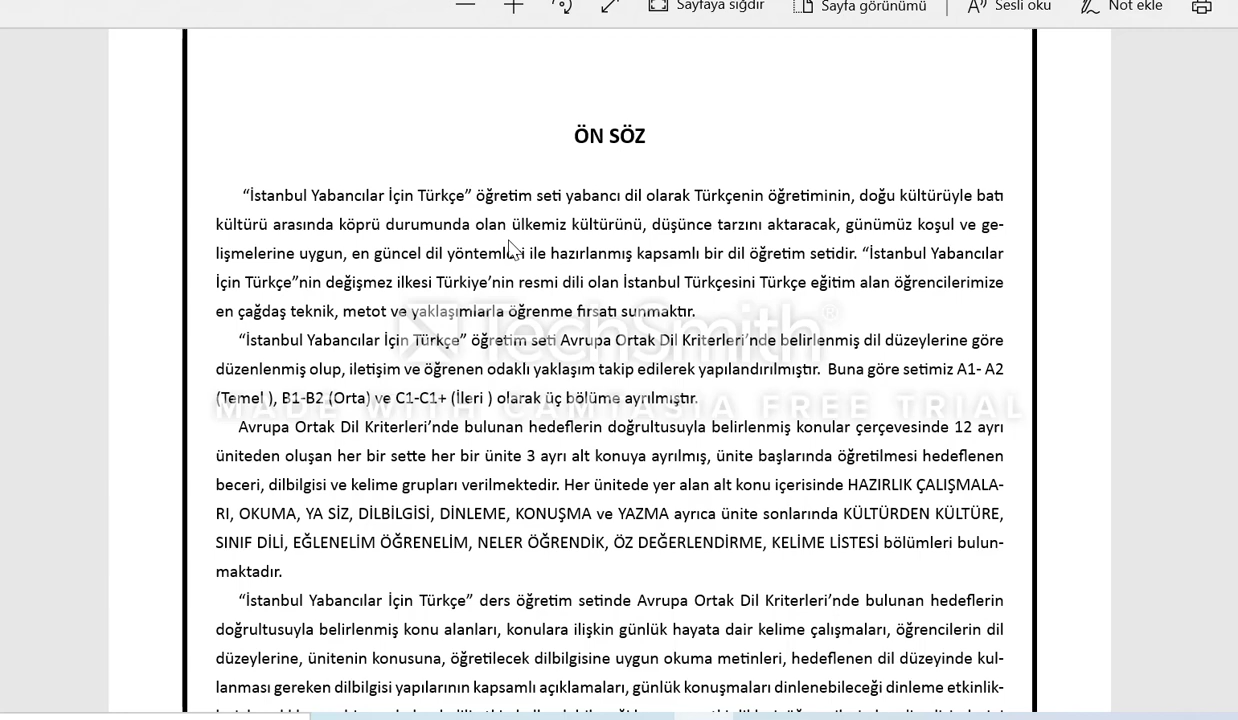 Sayfaya sığdır
Sayfa görünümü
Sesli oku
Not ekle
ÖN SÖZ
“İstanbul Yabancılar İçin Türkçe” öğretim seti yabancı dil olarak Türkçenin öğretiminin, doğu kültürüyle batı
kültürü arasında köprü durumunda olan ülkemiz kültürünü, düşünce tarzını aktaracak, günümüz koşul ve ge-
lişmelerine uygun, en güncel dil yöntemleri ile hazırlanmış kapsamlı bir dil öğretim setidir. “İstanbul Yabancılar
İçin Türkçe”nin değişmez ilkesi Türkiye’nin resmi dili olan İstanbul Türkçesini Türkçe eğitim alan öğrencilerimize
en çağdaş teknik, metot ve yaklaşımlarla öğrenme fırsatı sunmaktır.
TechSmith®
“İstanbul Yabancılar İçin Türkçe” öğretim seti Avrupa Ortak Dil Kriterleri’nde belirlenmiş dil düzeylerine göre
düzenlenmiş olup, iletişim ve öğrenen odaklı yaklaşım takip edilerek yapılandırılmıştır. Buna göre setimiz A1- A2
(Temel ), B1-B2 (Orta) ve C1-C1+ (İleri ) olarak üç bölüme ayrılmıştır.
MADE WITH CAMTASIA FREE TRIAL
Avrupa Ortak Dil Kriterleri’nde bulunan hedeflerin doğrultusuyla belirlenmiş konular çerçevesinde 12 ayrı
üniteden oluşan her bir sette her bir ünite 3 ayrı alt konuya ayrılmış, ünite başlarında öğretilmesi hedeflenen
beceri, dilbilgisi ve kelime grupları verilmektedir. Her ünitede yer alan alt konu içerisinde HAZIRLIK ÇALIŞMALA-
RI, OKUMA, YA SİZ, DİLBİLGİSİ, DİNLEME, KONUŞMA ve YAZMA ayrıca ünite sonlarında KÜLTÜRDEN KÜLTÜRE,
SINIF DİLİ, EĞLENELİM ÖĞRENELİM, NELER ÖĞRENDİK, ÖZ DEĞERLENDİRME, KELİME LİSTESİ bölümleri bulun-
maktadır.
“İstanbul Yabancılar İçin Türkçe” ders öğretim setinde Avrupa Ortak Dil Kriterleri’nde bulunan hedeflerin
doğrultusuyla belirlenmiş konu alanları, konulara ilişkin günlük hayata dair kelime çalışmaları, öğrencilerin dil
düzeylerine, ünitenin konusuna, öğretilecek dilbilgisine uygun okuma metinleri, hedeflenen dil düzeyinde kul-
lanması gereken dilbilgisi yapılarının kapsamlı açıklamaları, günlük konuşmaları dinlenebileceği dinleme etkinlik-